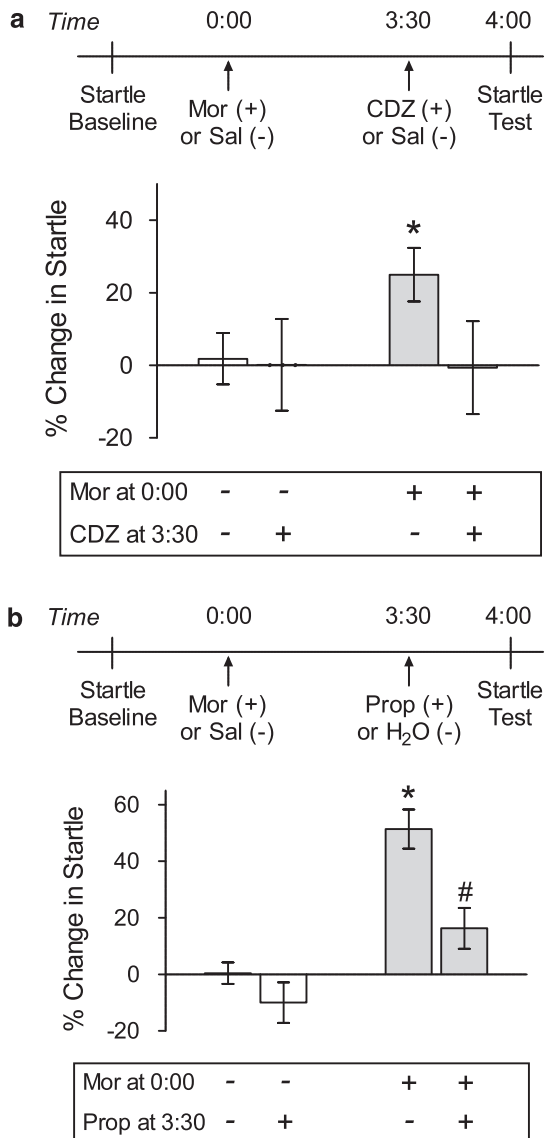 a Time 0:00 3:30 4:00
Startle Baseline Mor (+) or Sal (-) CDZ (+) or Sal (-) Startle Test
% Change in Startle
40
*
20
0
-20
Mor at 0:00 - - + +
CDZ at 3:30 - + - +
b Time 0:00 3:30 4:00
Startle Baseline Mor (+) or Sal (-) Prop (+) or H₂O (-) Startle Test
% Change in Startle
60
*
40
#
20
0
-20
Mor at 0:00 - - + +
Prop at 3:30 - + - +